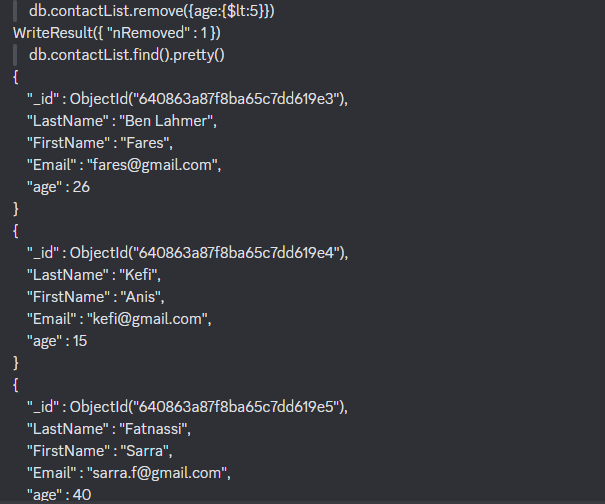 db.contactList.remove({age:{$lt:5}})
WriteResult({ "nRemoved" : 1 })
db.contactList.find().pretty()
{
"_id" : ObjectId("640863a87f8ba65c7dd619e3"),
"LastName" : "Ben Lahmer",
"FirstName" : "Fares",
"Email" : "fares@gmail.com",
"age" : 26
}
{
"_id" : ObjectId("640863a87f8ba65c7dd619e4"),
"LastName" : "Kefi",
"FirstName" : "Anis",
"Email" : "kefi@gmail.com",
"age" : 15
}
{
"_id" : ObjectId("640863a87f8ba65c7dd619e5"),
"LastName" : "Fatnassi",
"FirstName" : "Sarra",
"Email" : "sarra.f@gmail.com",
"age" : 40